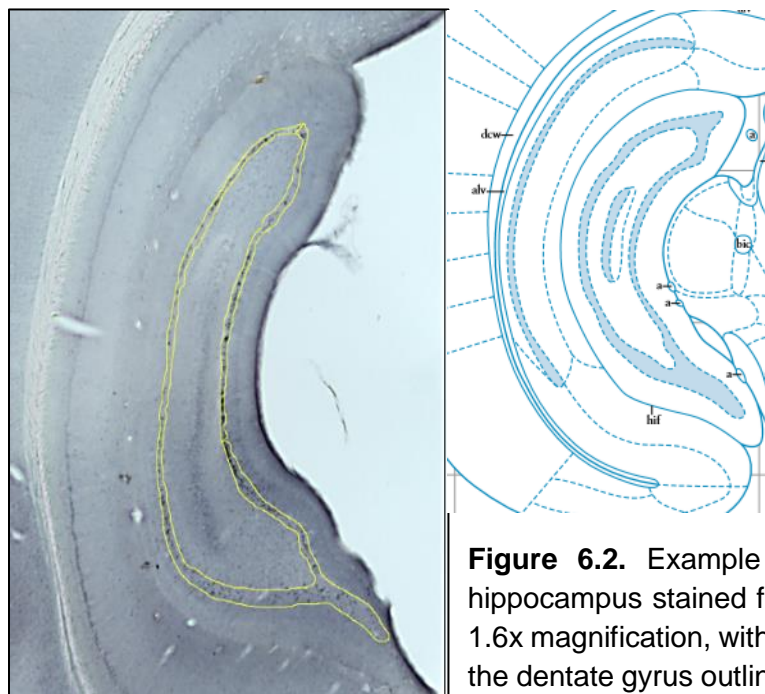 dcw
a
alv
bic
a
a
a
hif
Figure 6.2. Example
hippocampus stained f
1.6x magnification, with
the dentate gyrus outlin